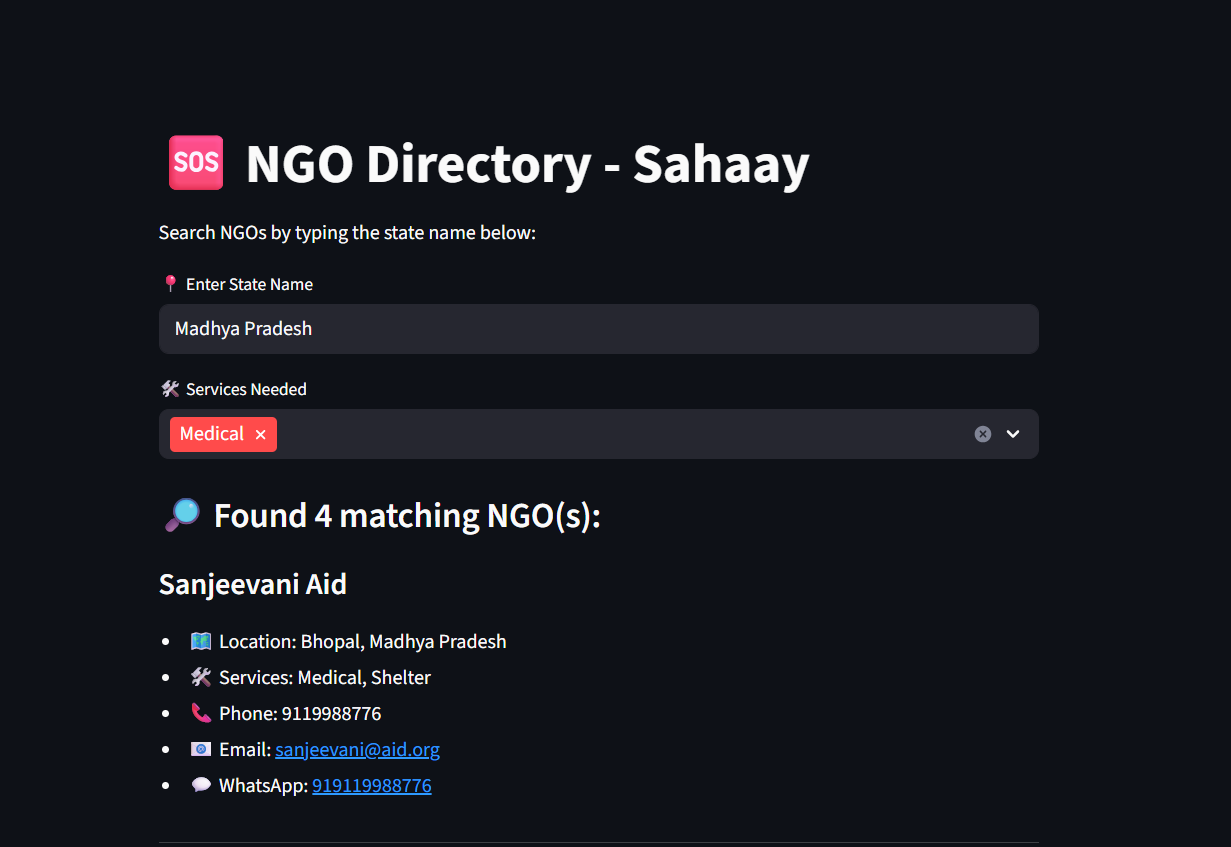 SOS NGO Directory - Sahaay
Search NGOs by typing the state name below:
Enter State Name
Madhya Pradesh
Services Needed
Medical
Found 4 matching NGO(s):
Sanjeevani Aid
Location: Bhopal, Madhya Pradesh
Services: Medical, Shelter
Phone: 9119988776
Email: sanjeevani@aid.org
WhatsApp: 919119988776